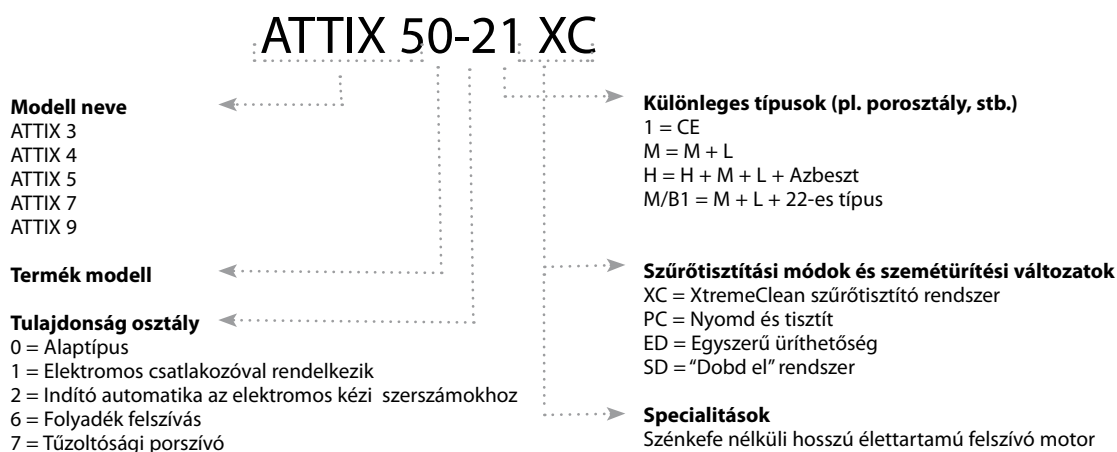 ATTIX 50-21 XC
Modell neve
ATTIX 3
ATTIX 4
ATTIX 5
ATTIX 7
ATTIX 9
Termék modell
Tulajdonság osztály
0 = Alaptípus
1 = Elektromos csatlakozóval rendelkezik
2 = Indító automatika az elektromos kézi szerszámokhoz
6 = Folyadék felszívás
7 = Tűzoltósági porszívó
Különleges típusok (pl. porosztály, stb.)
1 = CE
M = M + L
H = H + M + L + Azbeszt
M/B1 = M + L + 22-es típus
Szűrőtisztítási módok és szemétürítési változatok
XC = XtremeClean szűrőtisztító rendszer
PC = Nyomd és tisztít
ED = Egyszerű üríthetőség
SD = “Dobd el” rendszer
Specialitások
Szénkefe nélküli hosszú élettartamú felszívó motor